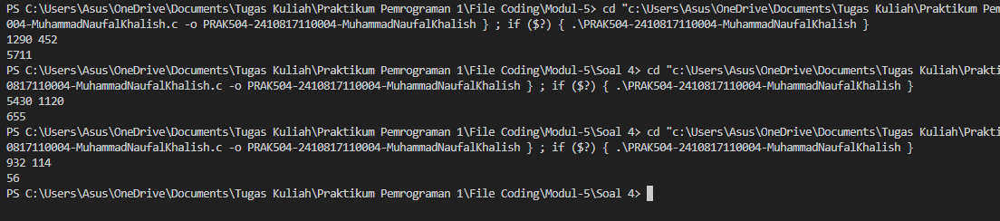 PS C:\Users\Asus\OneDrive\Documents\Tugas Kuliah\Praktikum Pemrograman 1\File Coding\Modul-5> cd "c:\Users\Asus\OneDrive\Documents\Tugas Kuliah\Praktikum Pem
004-MuhammadNaufalKhalish.c -o PRAK504-2410817110004-MuhammadNaufalKhalish } ; if ($?) { .\PRAK504-2410817110004-MuhammadNaufalKhalish }
1290 452
5711
PS C:\Users\Asus\OneDrive\Documents\Tugas Kuliah\Praktikum Pemrograman 1\File Coding\Modul-5\Soal 4> cd "c:\Users\Asus\OneDrive\Documents\Tugas Kuliah\Prakti
0817110004-MuhammadNaufalKhalish.c -o PRAK504-2410817110004-MuhammadNaufalKhalish } ; if ($?) { .\PRAK504-2410817110004-MuhammadNaufalKhalish }
5430 1120
655
PS C:\Users\Asus\OneDrive\Documents\Tugas Kuliah\Praktikum Pemrograman 1\File Coding\Modul-5\Soal 4> cd "c:\Users\Asus\OneDrive\Documents\Tugas Kuliah\Prakti
0817110004-MuhammadNaufalKhalish.c -o PRAK504-2410817110004-MuhammadNaufalKhalish } ; if ($?) { .\PRAK504-2410817110004-MuhammadNaufalKhalish }
932 114
56
PS C:\Users\Asus\OneDrive\Documents\Tugas Kuliah\Praktikum Pemrograman 1\File Coding\Modul-5\Soal 4>